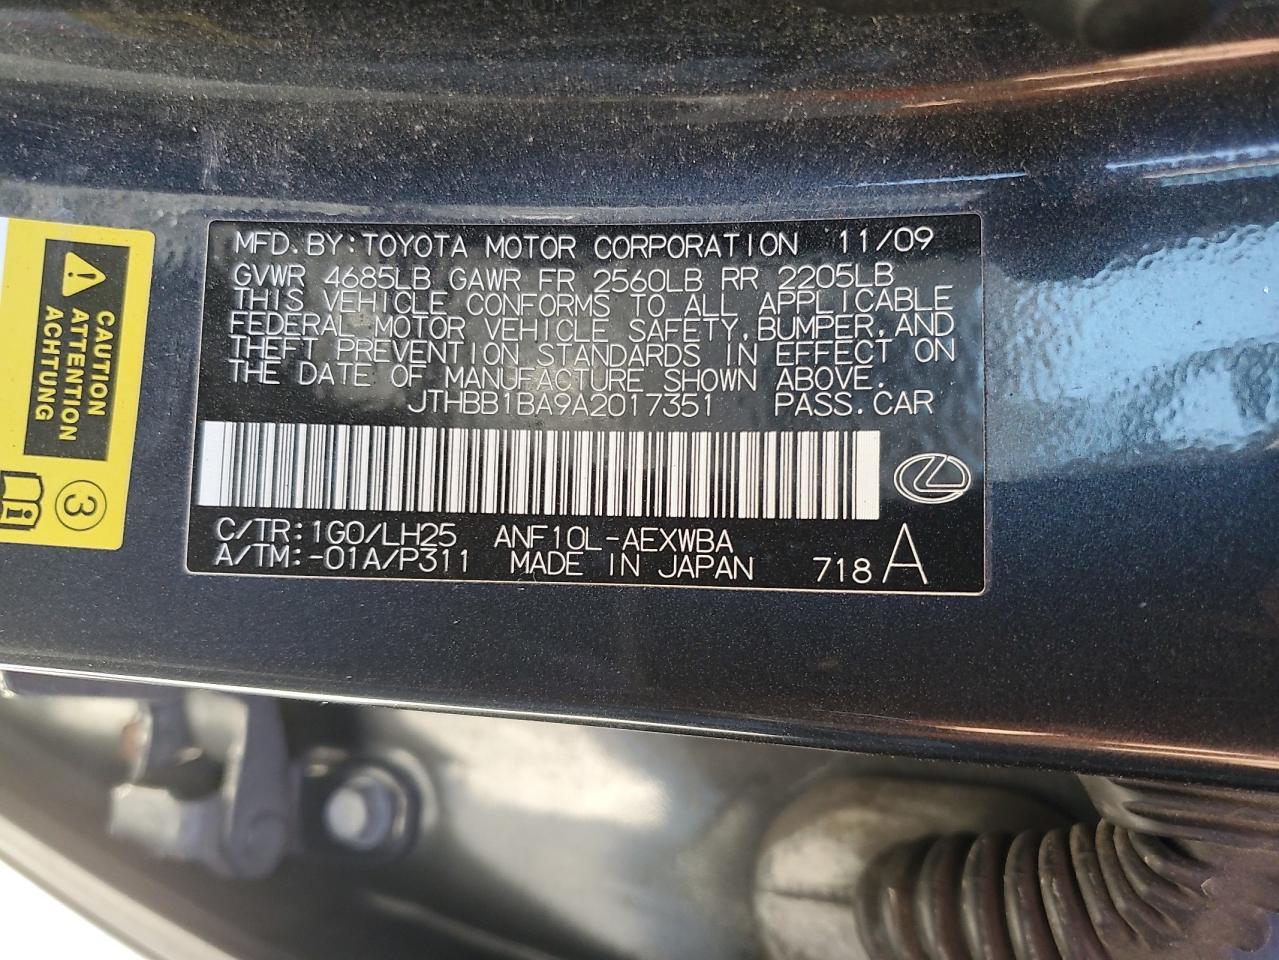 MFD. BY: TOYOTA MOTOR CORPORATION 11/09
GVWR 4685LB GAWR FR 2560LB RR 2205LB
THIS VEHICLE CONFORMS TO ALL APPLICABLE
FEDERAL MOTOR VEHICLE SAFETY, BUMPER, AND
THEFT PREVENTION STANDARDS IN EFFECT ON
THE DATE OF MANUFACTURE SHOWN ABOVE.
JTHBB1BA9A2017351 PASS. CAR
C/TR: 1G0/LH25 ANF10L-AEXWBA
A/TM: -01A/P311 MADE IN JAPAN 718 A
CAUTION
ATTENTION
ACHTUNG
3
i